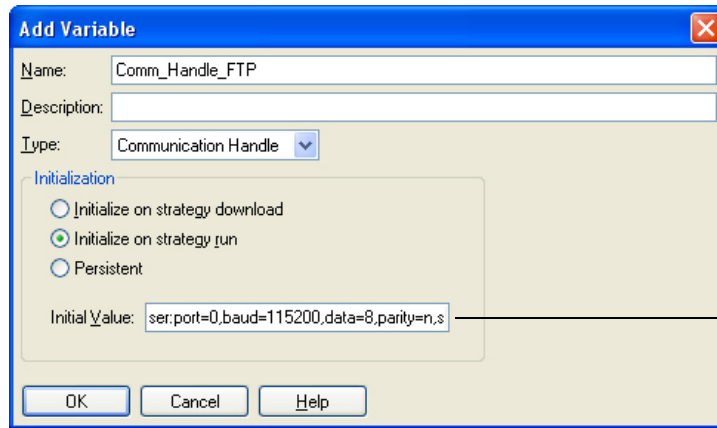 Add Variable
Name: Comm_Handle_FTP
Description:
Type: Communication Handle
Initialization
Initialize on strategy download
Initialize on strategy run
Persistent
Initial Value: ser:port=0,baud=115200,data=8,parity=n,s
OK Cancel Help